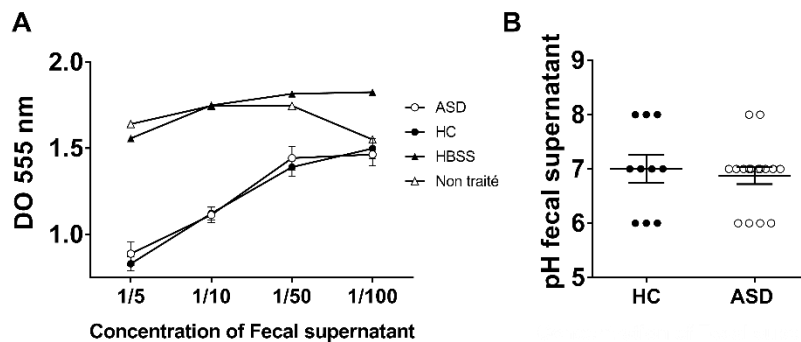 A
DO 555 nm
2.0
1.5
1.0
1/5 1/10 1/50 1/100
Concentration of Fecal supernatant
ASD
HC
HBSS
Non traité
B
pH fecal supernatant
9
8
7
6
5
HC ASD